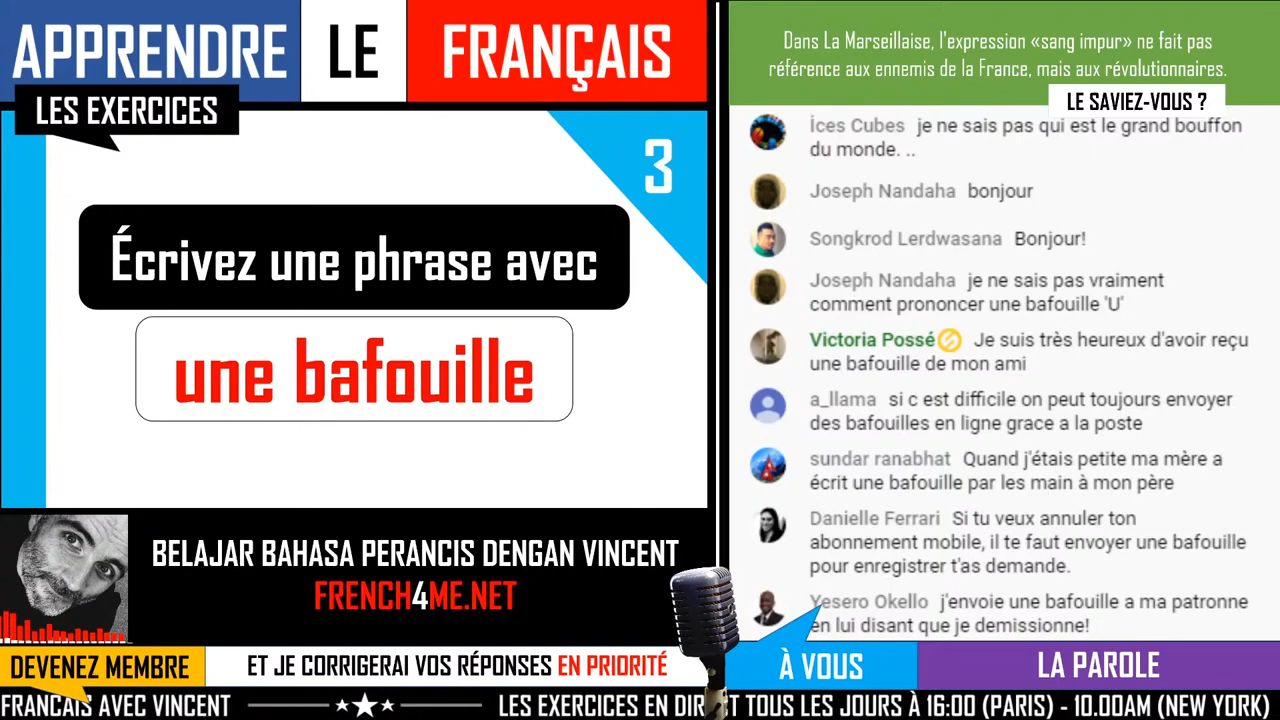 APPRENDRE LE FRANÇAIS
LES EXERCICES
3
Écrivez une phrase avec
une bafouille
BELAJAR BAHASA PERANCIS DENGAN VINCENT
FRENCH4ME.NET
DEVENEZ MEMBRE
ET JE CORRIGERAI VOS RÉPONSES EN PRIORITÉ
Dans La Marseillaise, l'expression «sang impur» ne fait pas
référence aux ennemis de la France, mais aux révolutionnaires.
LE SAVIEZ-VOUS ?
İces Cubes je ne sais pas qui est le grand bouffon
du monde. ..
Joseph Nandaha bonjour
Songkrod Lerdwasana Bonjour!
Joseph Nandaha je ne sais pas vraiment
comment prononcer une bafouille 'U'
Victoria Possé Je suis très heureux d'avoir reçu
une bafouille de mon ami
a_llama si c est difficile on peut toujours envoyer
des bafouilles en ligne grace a la poste
sundar ranabhat Quand j'étais petite ma mère a
écrit une bafouille par les main à mon père
Danielle Ferrari Si tu veux annuler ton
abonnement mobile, il te faut envoyer une bafouille
pour enregistrer t'as demande.
Yesero Okello j'envoie une bafouille a ma patronne
en lui disant que je demissionne!
À VOUS
LA PAROLE
FRANÇAIS AVEC VINCENT
LES EXERCICES EN DIRECT TOUS LES JOURS À 16:00 (PARIS) - 10.00AM (NEW YORK)